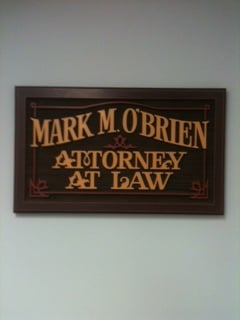 MARK M. O'BRIEN
ATTORNEY
AT LAW